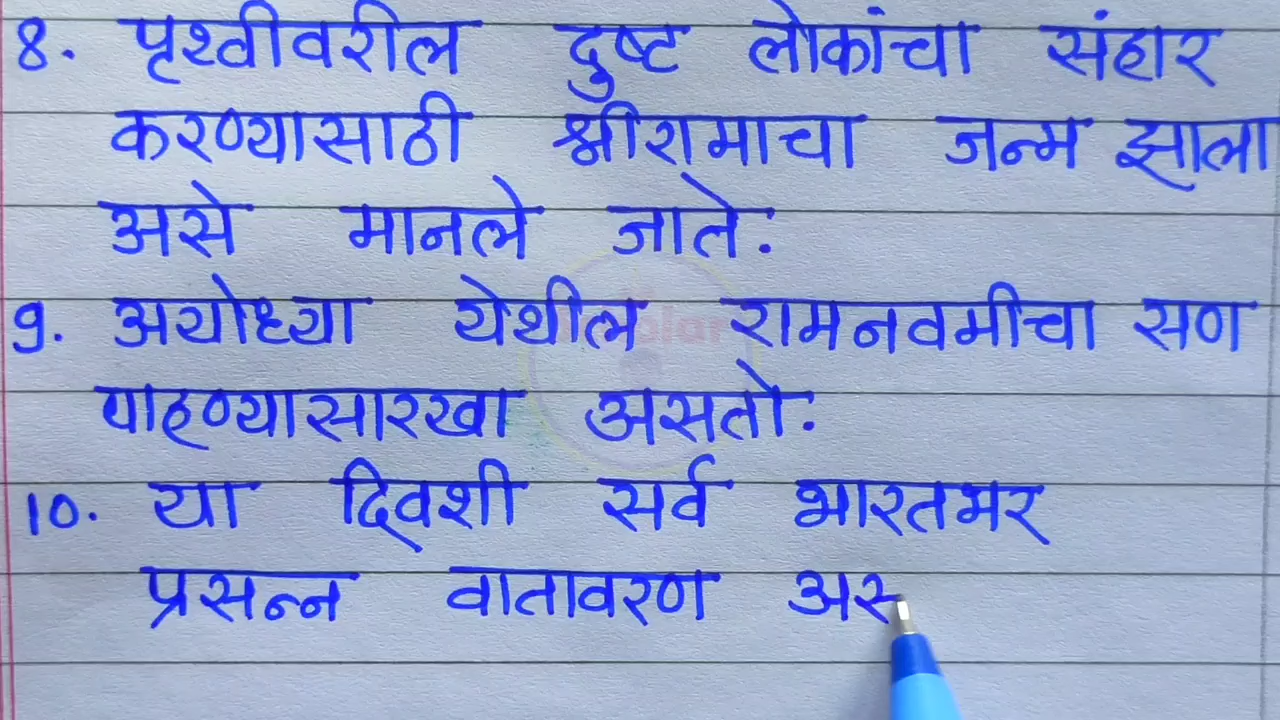 8. पृथ्वीवरील दुष्ट लोकांचा संहार
करण्यासाठी श्रीरामाचा जन्म झाला
असे मानले जाते.
9. अयोध्या येथील रामनवमीचा सण
पाहण्यासारखा असतो.
10. या दिवशी सर्व भारतभर
प्रसन्न वातावरण